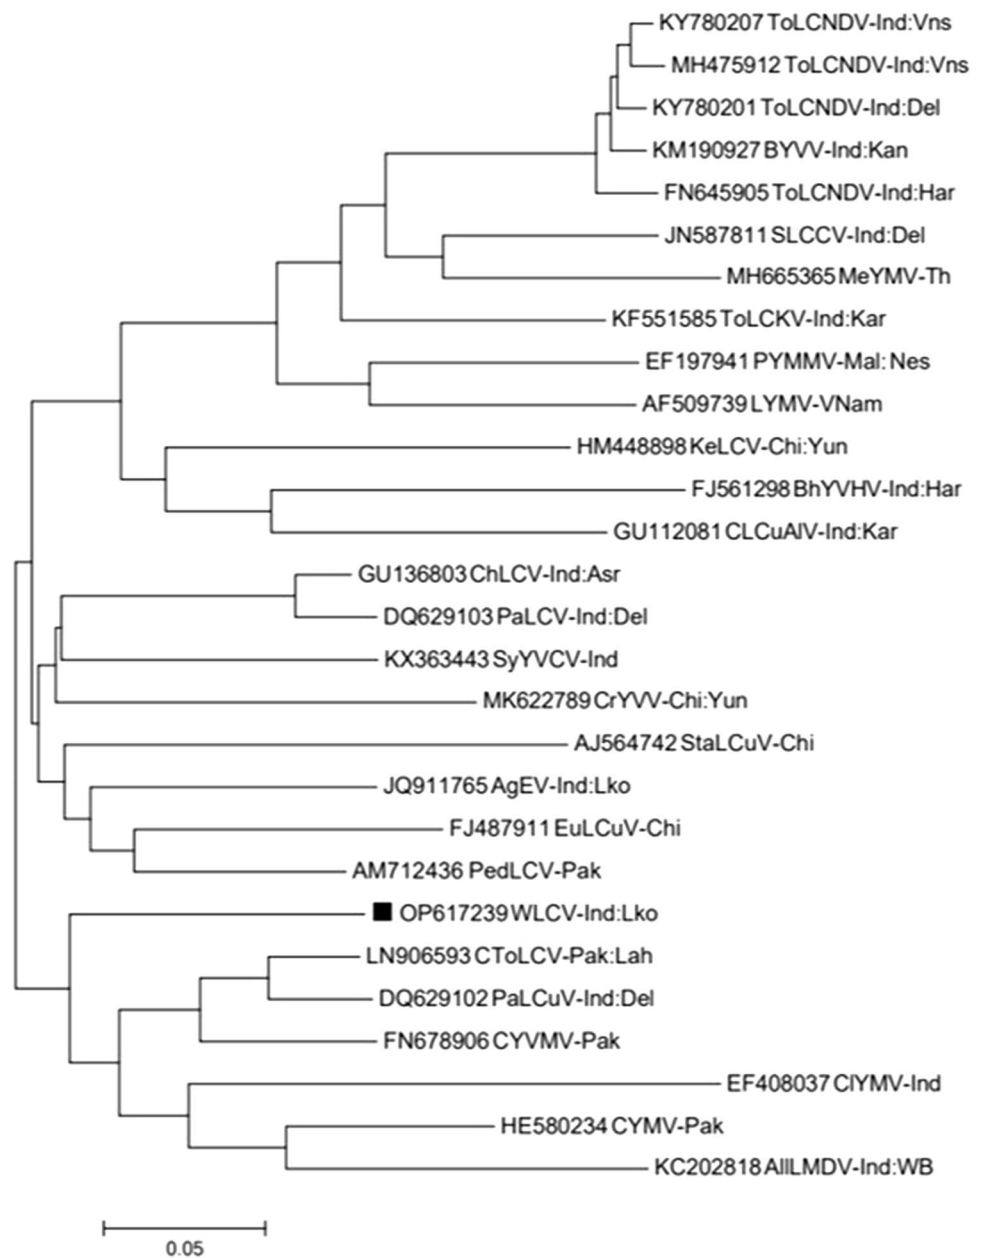 KY780207 ToLCNDV-Ind:Vns
MH475912 ToLCNDV-Ind:Vns
KY780201 ToLCNDV-Ind:Del
KM190927 BYVV-Ind:Kan
FN645905 ToLCNDV-Ind:Har
JN587811 SLCCV-Ind:Del
MH665365 MeYMV-Th
KF551585 ToLCKV-Ind:Kar
EF197941 PYMMV-Mal: Nes
AF509739 LYMV-VNam
HM448898 KeLCV-Chi:Yun
FJ561298 BhYVHV-Ind:Har
GU112081 CLCuAlV-Ind:Kar
GU136803 ChLCV-Ind:Asr
DQ629103 PaLCV-Ind:Del
KX363443 SyYVCV-Ind
MK622789 CrYVV-Chi:Yun
AJ564742 StaLCuV-Chi
JQ911765 AgEV-Ind:Lko
FJ487911 EuLCuV-Chi
AM712436 PedLCV-Pak
OP617239 WLCV-Ind:Lko
LN906593 CToLCV-Pak:Lah
DQ629102 PaLCuV-Ind:Del
FN678906 CYVMV-Pak
EF408037 ClYMV-Ind
HE580234 CYMV-Pak
KC202818 AllLMDV-Ind:WB
0.05